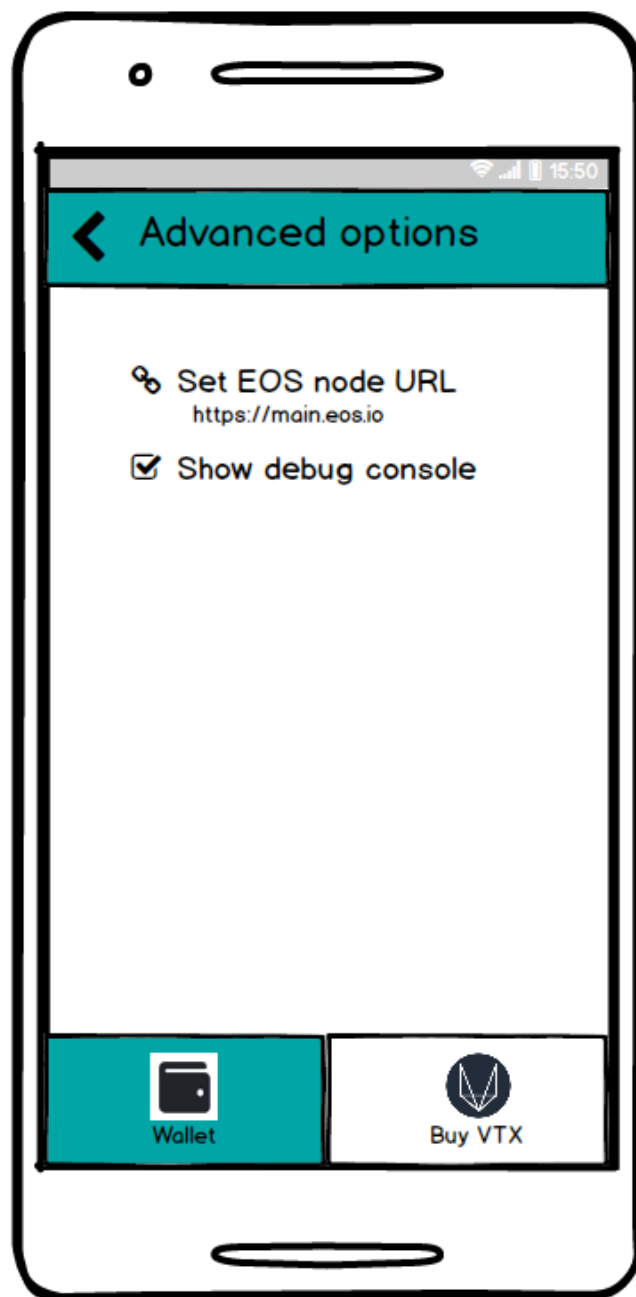 15:50
Advanced options
Set EOS node URL
https://main.eos.io
Show debug console
Wallet
Buy VTX